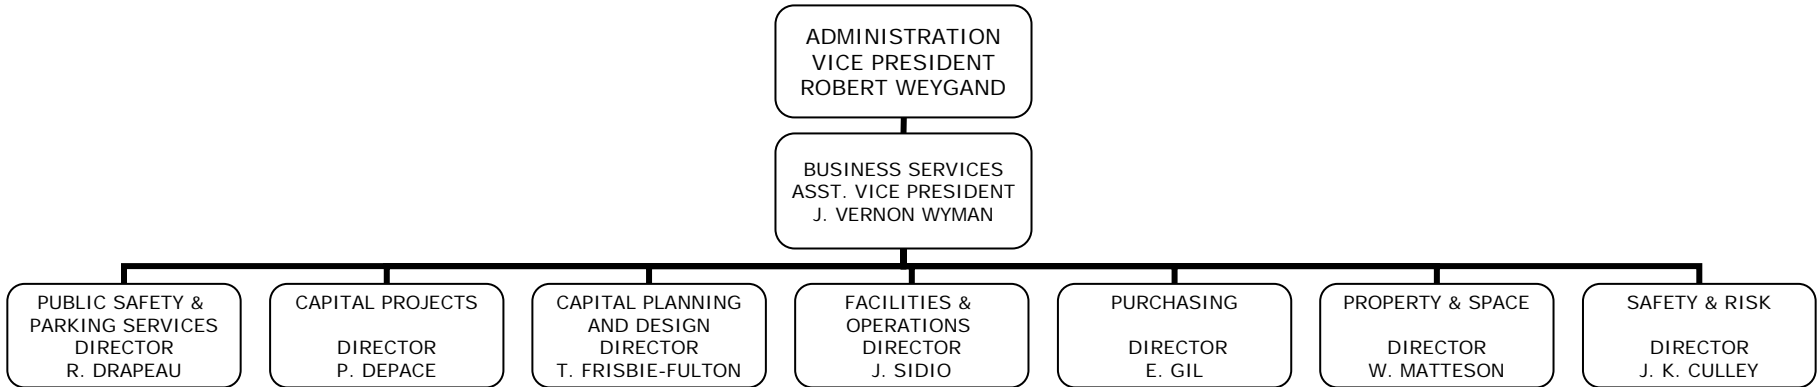 ADMINISTRATION
VICE PRESIDENT
ROBERT WEYGAND
BUSINESS SERVICES
ASST. VICE PRESIDENT
J. VERNON WYMAN
PUBLIC SAFETY &
PARKING SERVICES
DIRECTOR
R. DRAPEAU
CAPITAL PROJECTS
DIRECTOR
P. DEPACE
CAPITAL PLANNING
AND DESIGN
DIRECTOR
T. FRISBIE-FULTON
FACILITIES &
OPERATIONS
DIRECTOR
J. SIDIO
PURCHASING
DIRECTOR
E. GIL
PROPERTY & SPACE
DIRECTOR
W. MATTESON
SAFETY & RISK
DIRECTOR
J. K. CULLEY